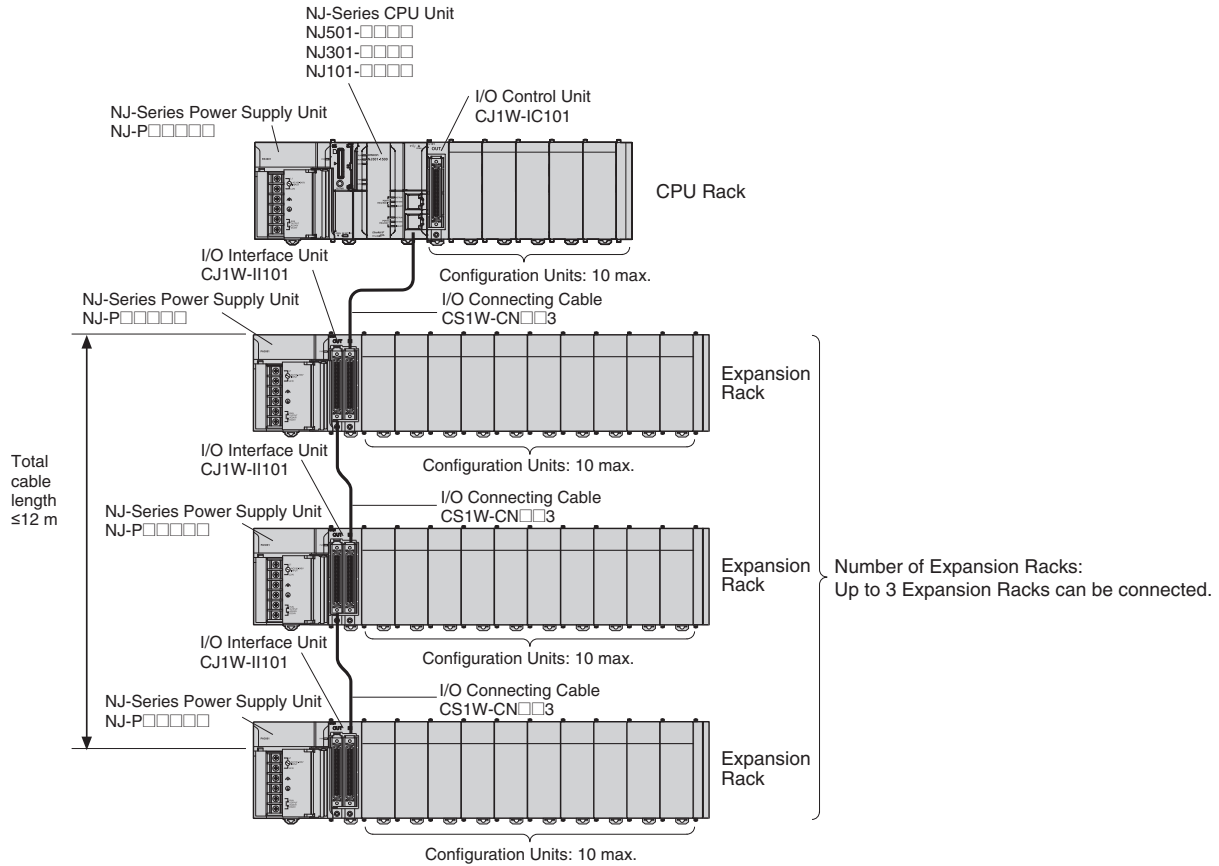 NJ-Series CPU Unit
NJ501-□□□□
NJ301-□□□□
NJ101-□□□□
I/O Control Unit
CJ1W-IC101
NJ-Series Power Supply Unit
NJ-P□□□□□
OUT
CPU Rack
I/O Interface Unit
CJ1W-II101
Configuration Units: 10 max.
NJ-Series Power Supply Unit
NJ-P□□□□□
I/O Connecting Cable
CS1W-CN□□3
OUT
Expansion
Rack
I/O Interface Unit
CJ1W-II101
Configuration Units: 10 max.
Total
cable
length
≤12 m
I/O Connecting Cable
CS1W-CN□□3
NJ-Series Power Supply Unit
NJ-P□□□□□
OUT
Expansion
Rack
Number of Expansion Racks:
Up to 3 Expansion Racks can be connected.
I/O Interface Unit
CJ1W-II101
Configuration Units: 10 max.
I/O Connecting Cable
CS1W-CN□□3
NJ-Series Power Supply Unit
NJ-P□□□□□
OUT
Expansion
Rack
Configuration Units: 10 max.